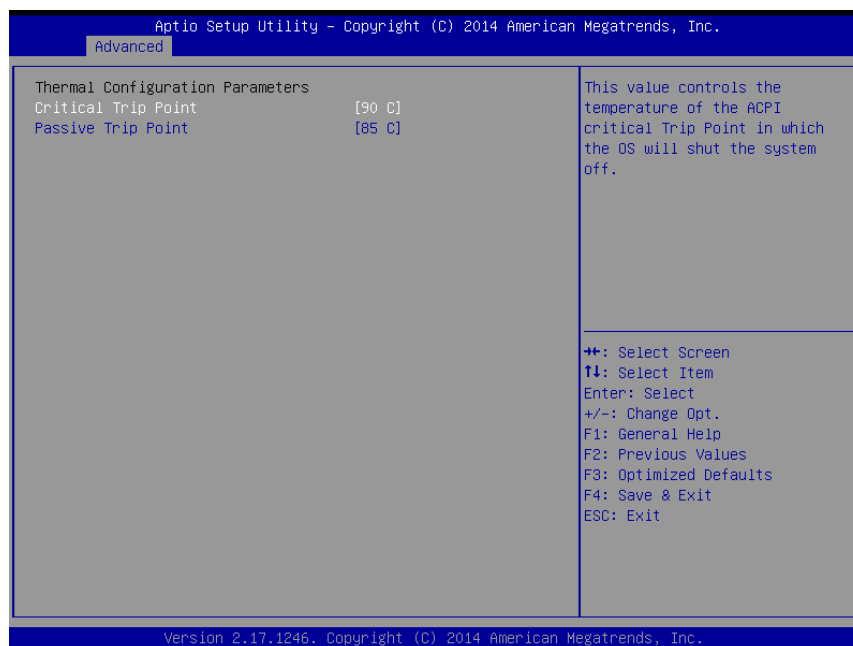 Aptio Setup Utility – Copyright (C) 2014 American Megatrends, Inc.
Advanced
Thermal Configuration Parameters
Critical Trip Point [90 C]
Passive Trip Point [85 C]
This value controls the
temperature of the ACPI
critical Trip Point in which
the OS will shut the system
off.
→←: Select Screen
↑↓: Select Item
Enter: Select
+/-: Change Opt.
F1: General Help
F2: Previous Values
F3: Optimized Defaults
F4: Save & Exit
ESC: Exit
Version 2.17.1246. Copyright (C) 2014 American Megatrends, Inc.